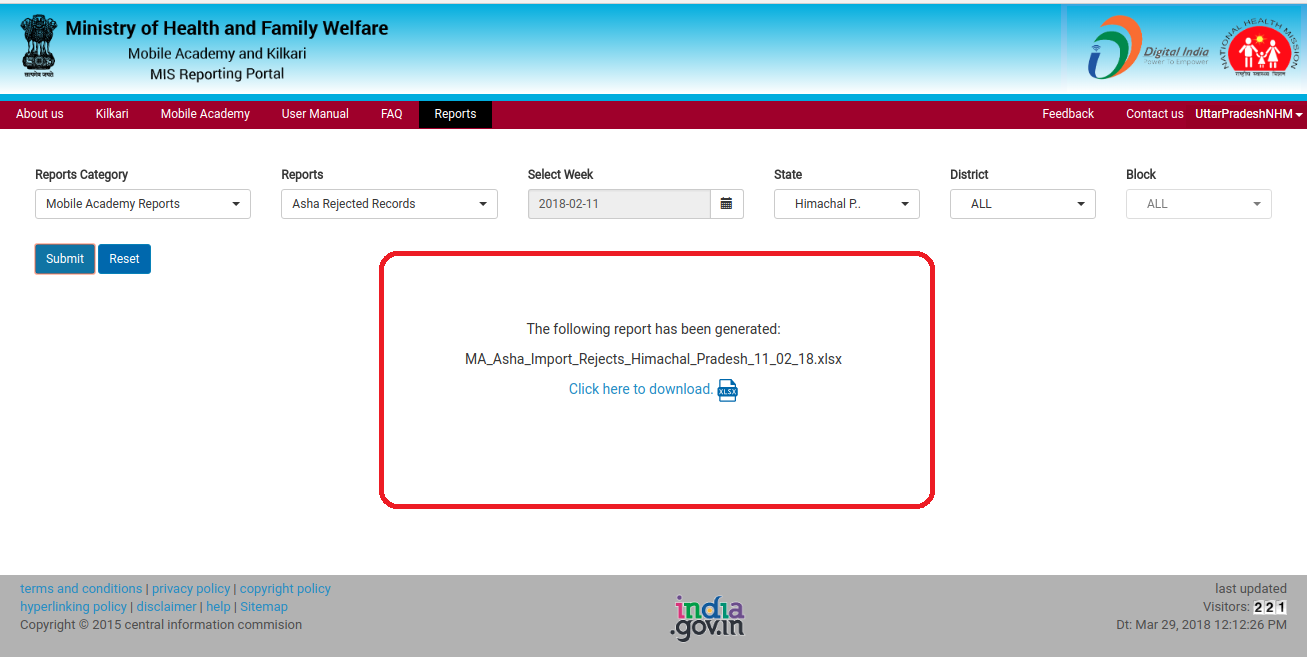 Ministry of Health and Family Welfare
Mobile Academy and Kilkari
MIS Reporting Portal
सत्यमेव जयते
Digital India
Power To Empower
NATIONAL HEALTH MISSION
राष्ट्रीय स्वास्थ्य मिशन
About us Kilkari Mobile Academy User Manual FAQ Reports Feedback Contact us UttarPradeshNHM
Reports Category Reports Select Week State District Block
Mobile Academy Reports Asha Rejected Records 2018-02-11 Himachal P.. ALL ALL
Submit Reset
The following report has been generated:
MA_Asha_Import_Rejects_Himachal_Pradesh_11_02_18.xlsx
Click here to download. XLSX
terms and conditions | privacy policy | copyright policy
hyperlinking policy | disclaimer | help | Sitemap
Copyright © 2015 central information commision
india
.gov.in
last updated
Visitors: 221
Dt: Mar 29, 2018 12:12:26 PM